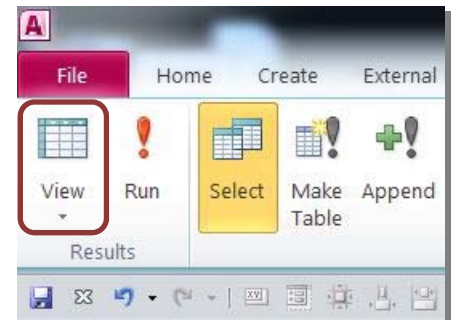 A
File Home Create External
View Run Select Make Append
Table
Results